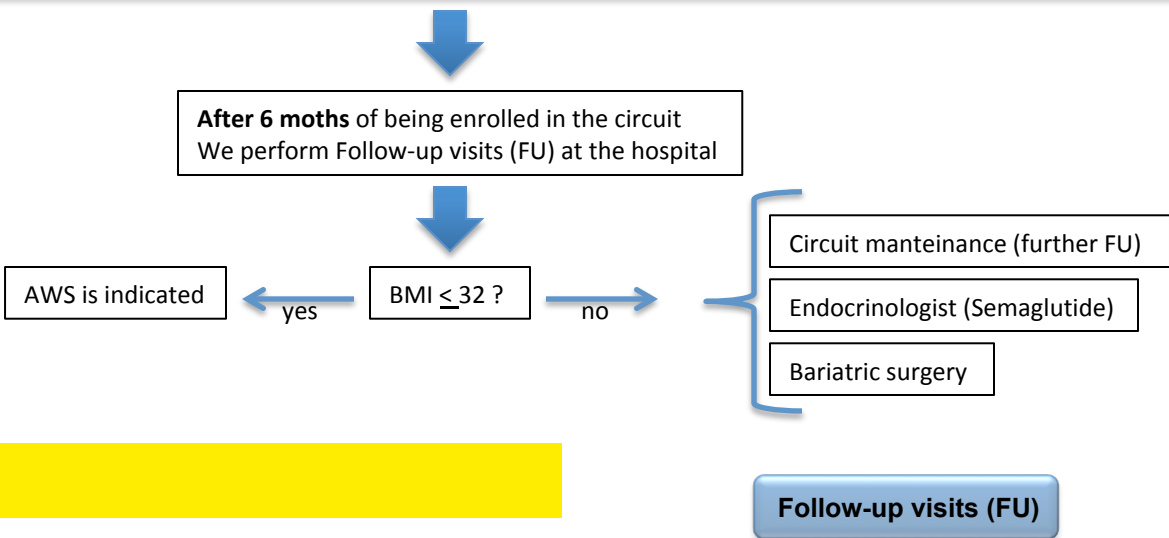 After 6 moths of being enrolled in the circuit
We perform Follow-up visits (FU) at the hospital
AWS is indicated
yes
BMI < 32 ?
no
Circuit manteinance (further FU)
Endocrinologist (Semaglutide)
Bariatric surgery
Follow-up visits (FU)